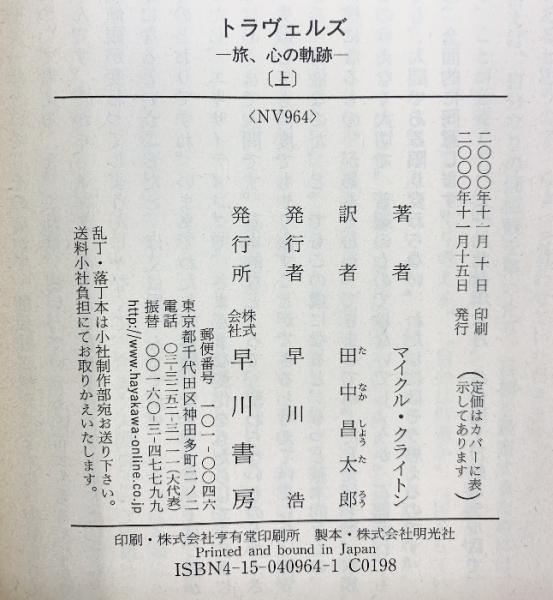 トラヴェルズ
―旅、心の軌跡―
〔上〕
〈NV964〉
二〇〇〇年十一月十日 印刷
二〇〇〇年十一月十五日 発行
(定価はカバーに表
示してあります)
著者 マイクル・クライトン
訳者 田中昌太郎
た なか しょう た ろう
発行者 早川浩
発行所 株式会社 早川書房
郵便番号 一〇一-〇〇四六
東京都千代田区神田多町二ノ二
電話 〇三-三二五二-三一一一(大代表)
振替 〇〇一六〇-三-四七七九九
http://www.hayakawa-online.co.jp
乱丁・落丁本は小社制作部宛お送り下さい。
送料小社負担にてお取りかえいたします。
印刷・株式会社亨有堂印刷所 製本・株式会社明光社
Printed and bound in Japan
ISBN4-15-040964-1 C0198